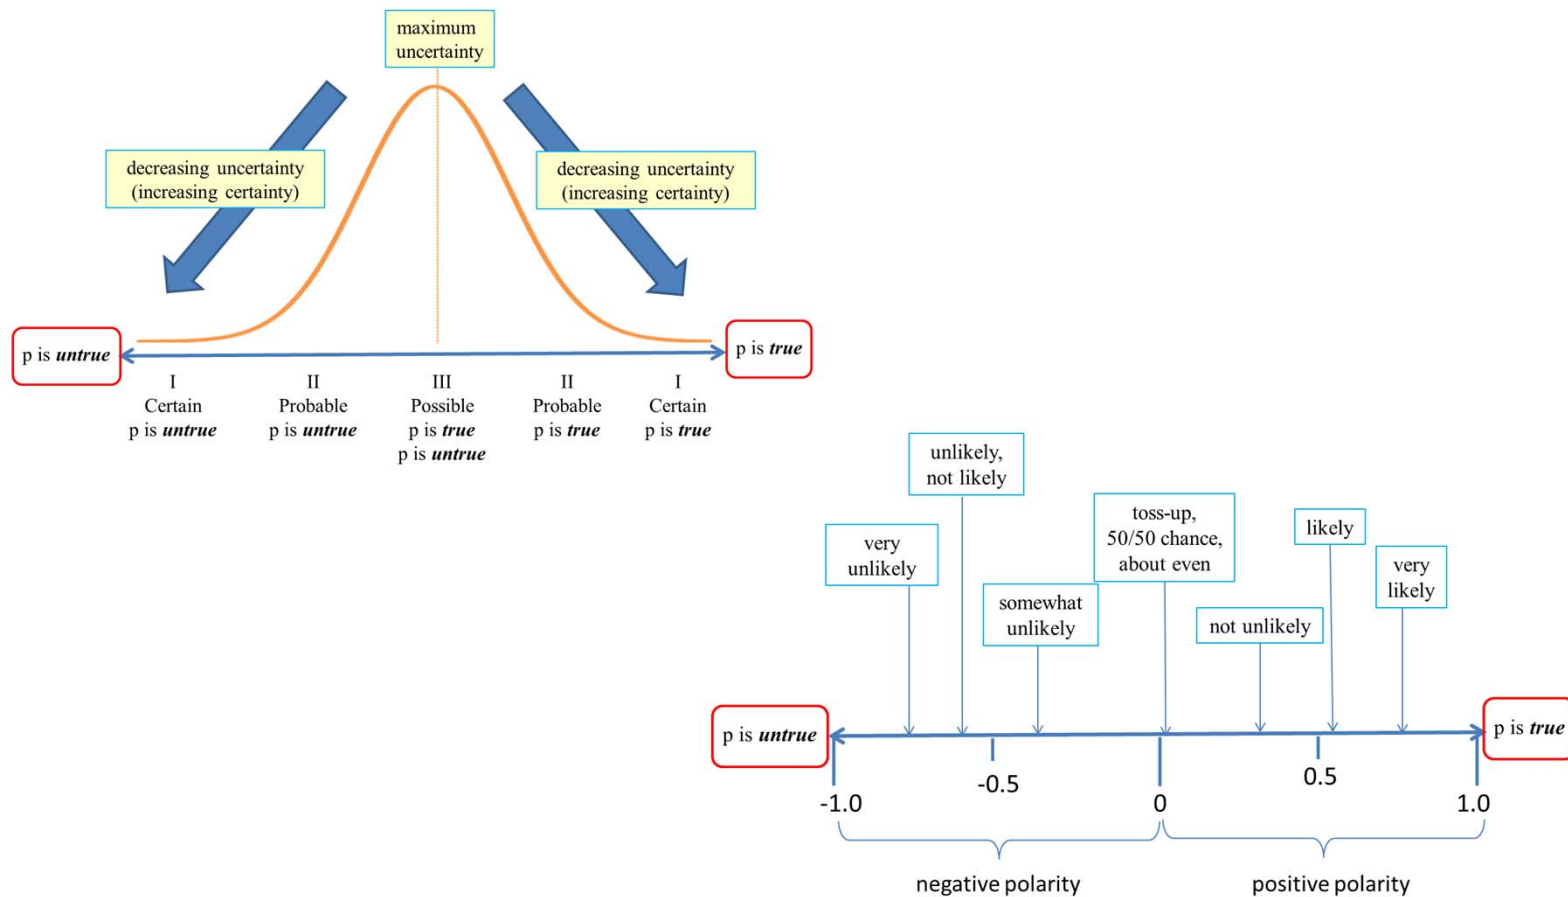 maximum
uncertainty
decreasing uncertainty
(increasing certainty)
decreasing uncertainty
(increasing certainty)
p is untrue
p is true
I
Certain
p is untrue
II
Probable
p is untrue
III
Possible
p is true
p is untrue
II
Probable
p is true
I
Certain
p is true
unlikely,
not likely
very
unlikely
somewhat
unlikely
toss-up,
50/50 chance,
about even
not unlikely
likely
very
likely
p is untrue
p is true
-1.0
-0.5
0
0.5
1.0
negative polarity
positive polarity